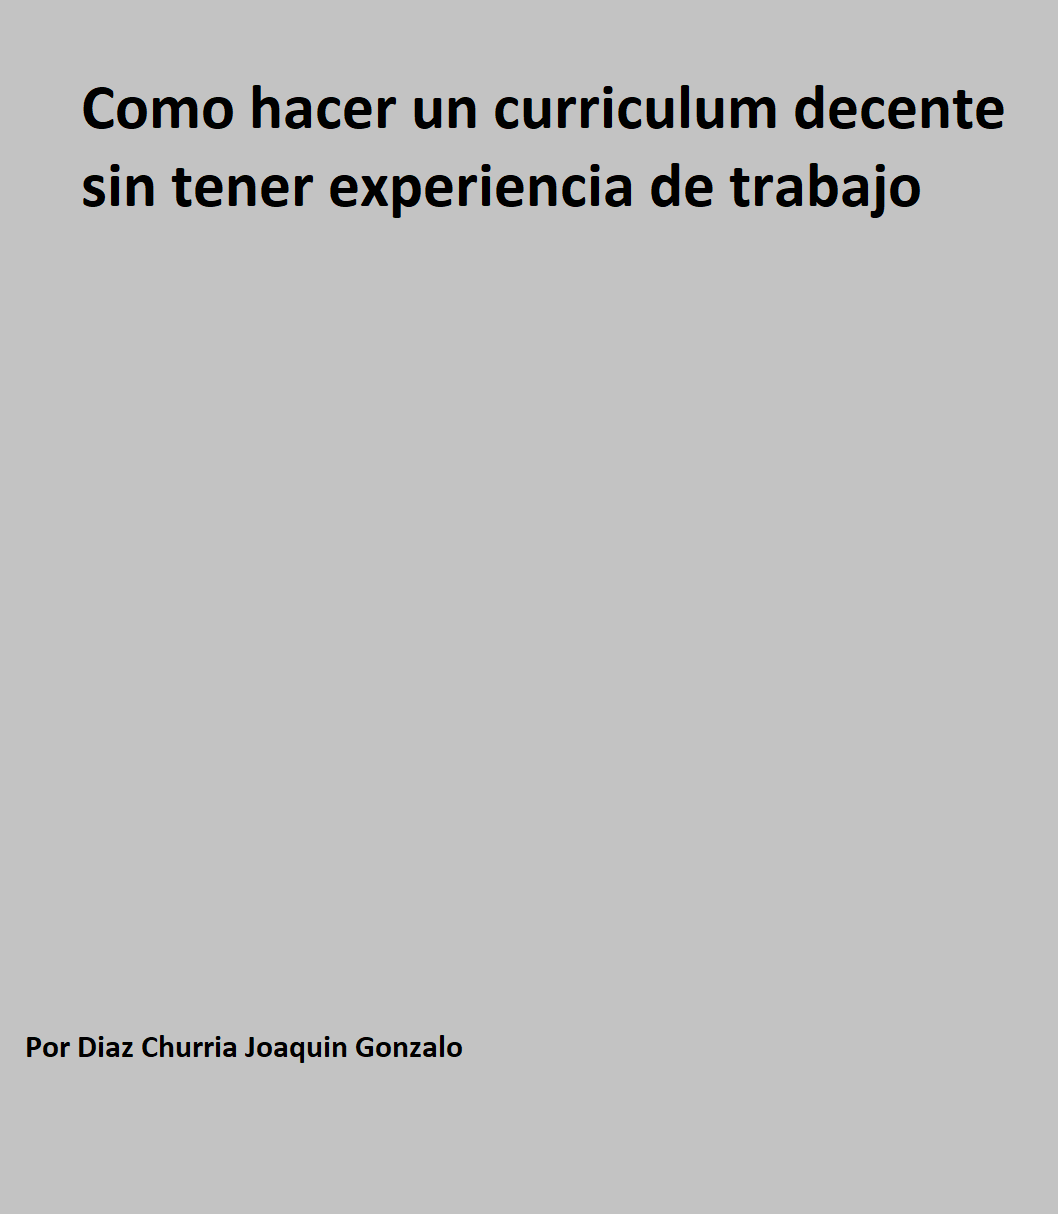 Como hacer un curriculum decente
sin tener experiencia de trabajo
Por Diaz Churria Joaquin Gonzalo